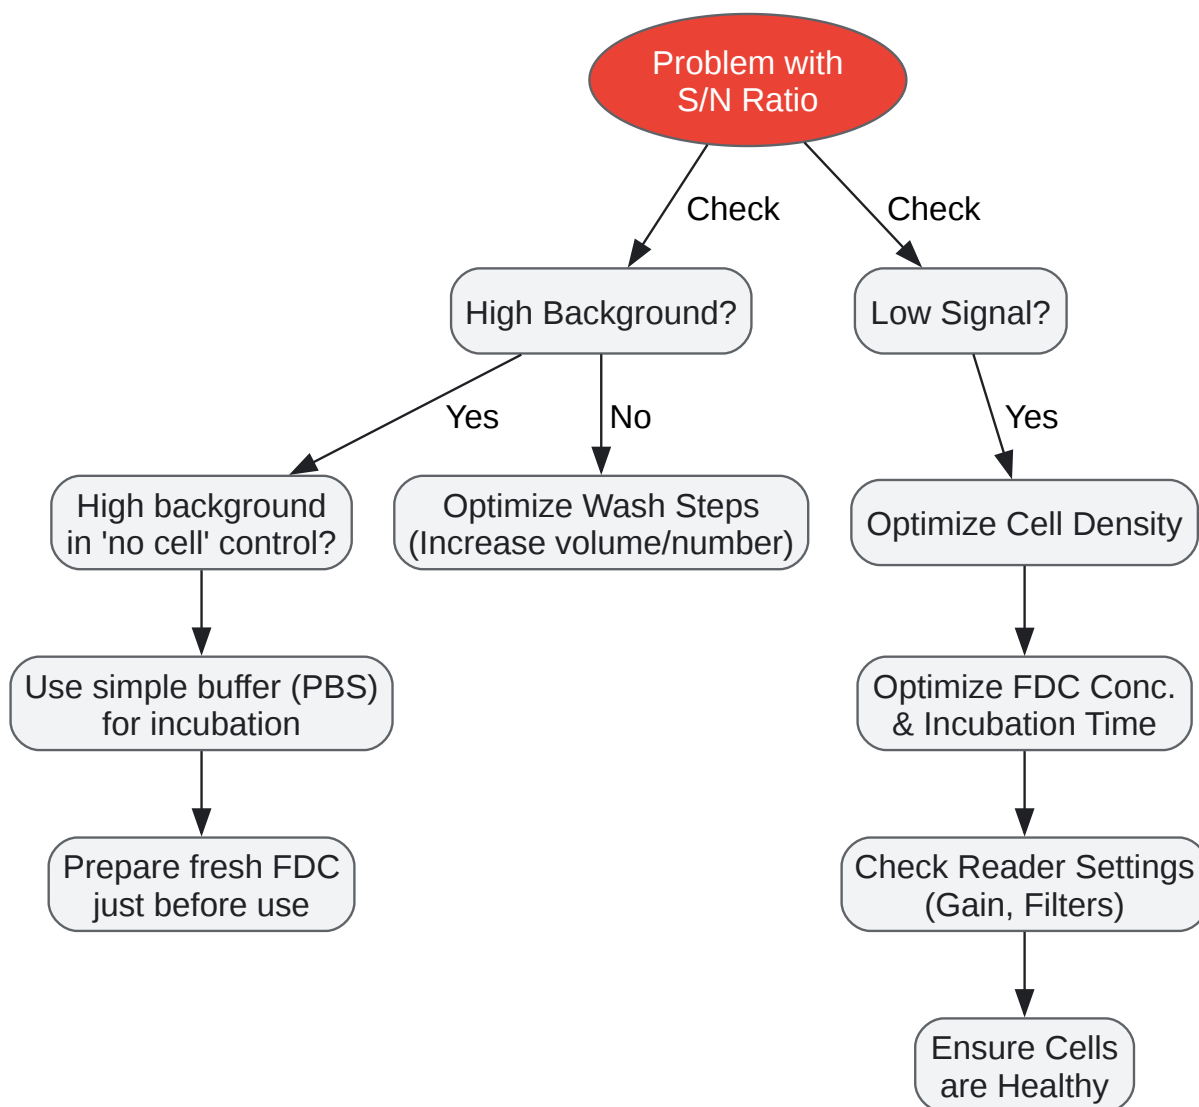 Problem with
S/N Ratio
Check
Check
High Background?
Low Signal?
Yes
No
Yes
High background
in 'no cell' control?
Optimize Wash Steps
(Increase volume/number)
Optimize Cell Density
Use simple buffer (PBS)
for incubation
Optimize FDC Conc.
& Incubation Time
Prepare fresh FDC
just before use
Check Reader Settings
(Gain, Filters)
Ensure Cells
are Healthy